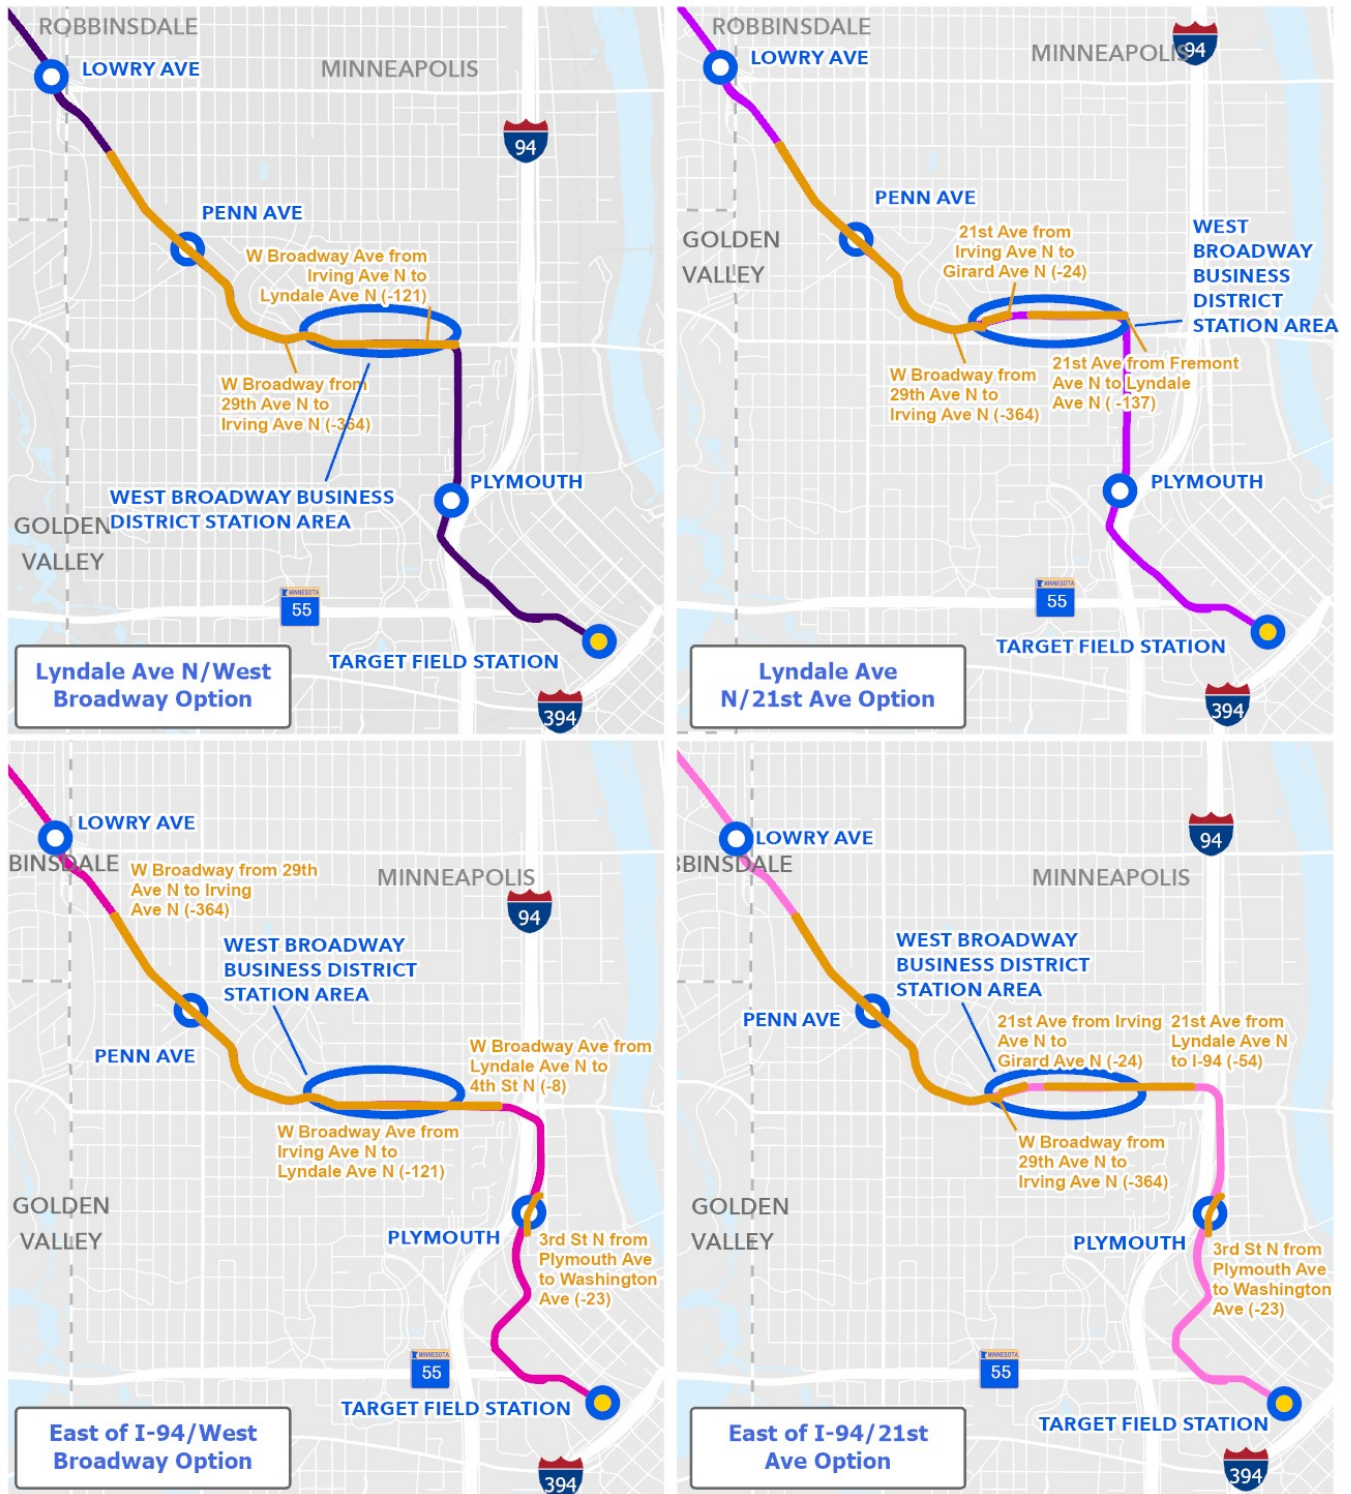 ROBBINSDALE
LOWRY AVE
MINNEAPOLIS
94
PENN AVE
W Broadway Ave from
Irving Ave N to
Lyndale Ave N (-121)
W Broadway from
29th Ave N to
Irving Ave N (-364)
PLYMOUTH
WEST BROADWAY BUSINESS
DISTRICT STATION AREA
GOLDEN
VALLEY
MINNESOTA
55
TARGET FIELD STATION
Lyndale Ave N/West
Broadway Option
394
ROBBINSDALE
LOWRY AVE
MINNEAPOLIS
94
PENN AVE
GOLDEN
VALLEY
21st Ave from
Irving Ave N to
Girard Ave N (-24)
WEST
BROADWAY
BUSINESS
DISTRICT
STATION AREA
W Broadway from
29th Ave N to
Irving Ave N (-364)
21st Ave from Fremont
Ave N to Lyndale
Ave N ( -137)
PLYMOUTH
MINNESOTA
55
TARGET FIELD STATION
Lyndale Ave
N/21st Ave Option
394
LOWRY AVE
BINSDALE
W Broadway from 29th
Ave N to Irving
Ave N (-364)
MINNEAPOLIS
94
WEST BROADWAY
BUSINESS DISTRICT
STATION AREA
PENN AVE
W Broadway Ave from
Lyndale Ave N to
4th St N (-8)
W Broadway Ave from
Irving Ave N to
Lyndale Ave N (-121)
GOLDEN
VALLEY
PLYMOUTH
3rd St N from
Plymouth Ave
to Washington
Ave (-23)
MINNESOTA
55
TARGET FIELD STATION
East of I-94/West
Broadway Option
394
LOWRY AVE
BBINSDALE
MINNEAPOLIS
94
WEST BROADWAY
BUSINESS DISTRICT
STATION AREA
PENN AVE
21st Ave from Irving
Ave N to
Girard Ave N (-24)
21st Ave from
Lyndale Ave N
to I-94 (-54)
W Broadway from
29th Ave N to
Irving Ave N (-364)
GOLDEN
VALLEY
PLYMOUTH
3rd St N from
Plymouth Ave
to Washington
Ave (-23)
MINNESOTA
55
TARGET FIELD STATION
East of I-94/21st
Ave Option
394